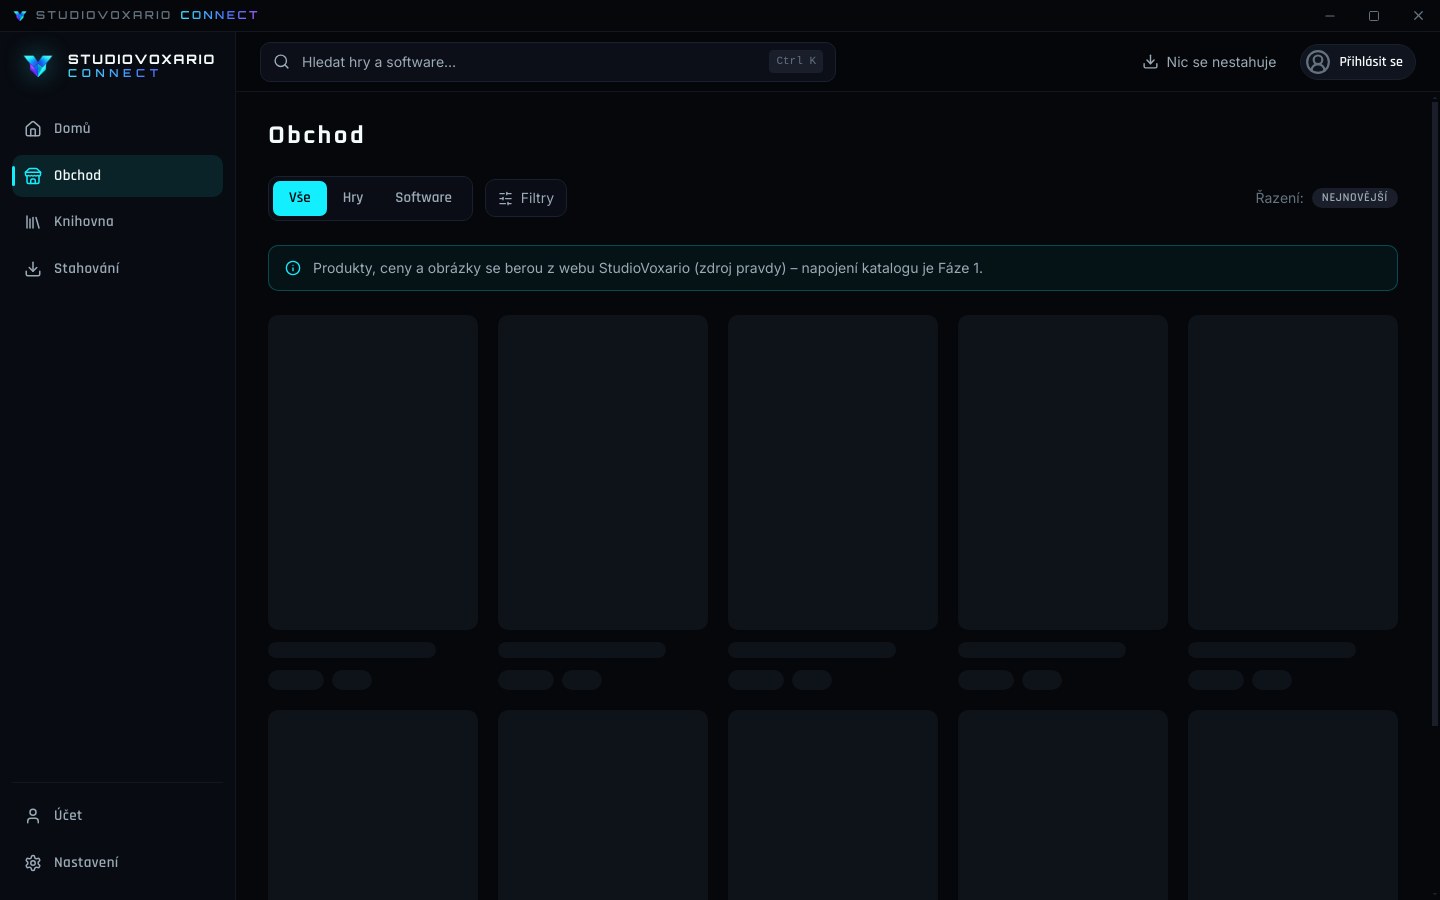 STUDIOVOXARIO CONNECT
STUDIOVOXARIO
CONNECT
Hledat hry a software...
Ctrl K
Nic se nestahuje
Přihlásit se
Domů
Obchod
Knihovna
Stahování
Účet
Nastavení
Obchod
Vše
Hry
Software
Filtry
Řazení:
NEJNOVĚJŠÍ
Produkty, ceny a obrázky se berou z webu StudioVoxario (zdroj pravdy) – napojení katalogu je Fáze 1.